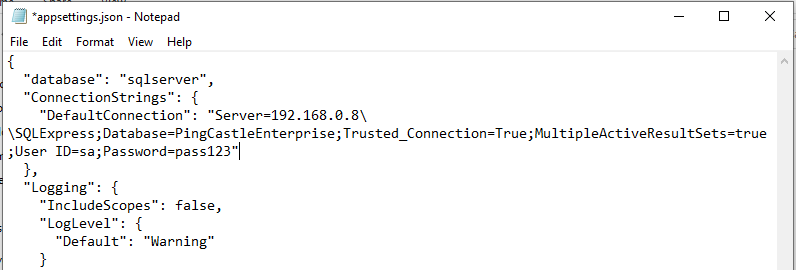 *appsettings.json - Notepad
File Edit Format View Help
{
"database": "sqlserver",
"ConnectionStrings": {
"DefaultConnection": "Server=192.168.0.8\
\SQLExpress;Database=PingCastleEnterprise;Trusted_Connection=True;MultipleActiveResultSets=true
;User ID=sa;Password=pass123"
},
"Logging": {
"IncludeScopes": false,
"LogLevel": {
"Default": "Warning"
}